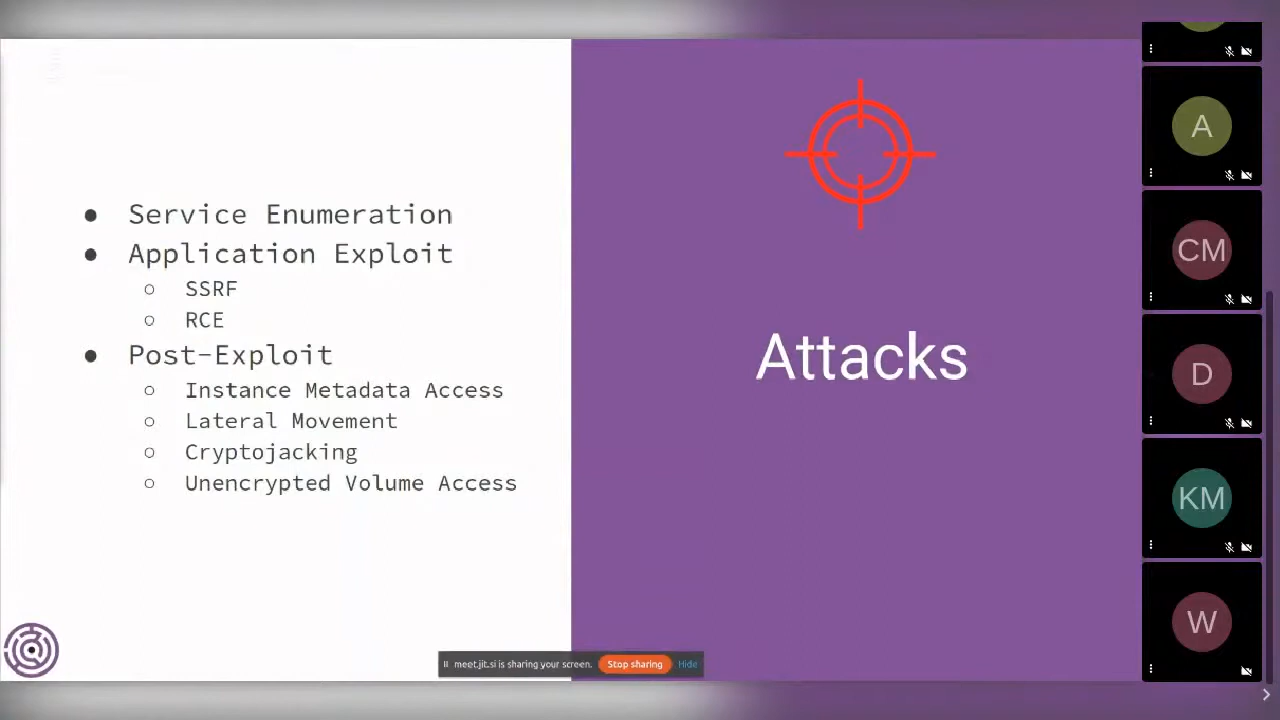 ● Service Enumeration
● Application Exploit
○ SSRF
○ RCE
● Post-Exploit
○ Instance Metadata Access
○ Lateral Movement
○ Cryptojacking
○ Unencrypted Volume Access
Attacks
A
CM
D
KM
W
meet.jit.si is sharing your screen. Stop sharing Hide